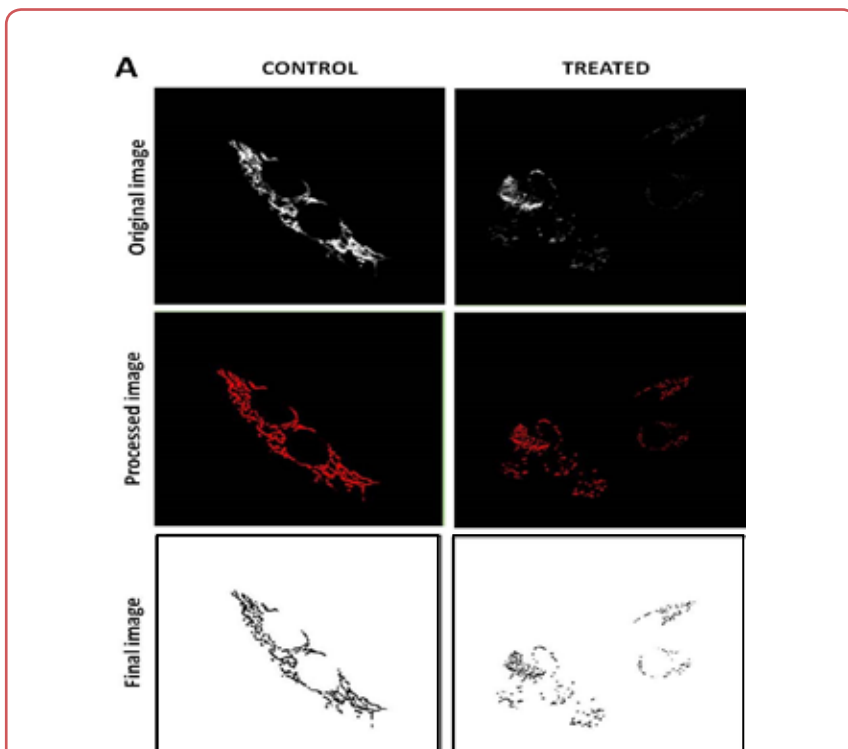 A
CONTROL TREATED
Original image
Processed image
Final image